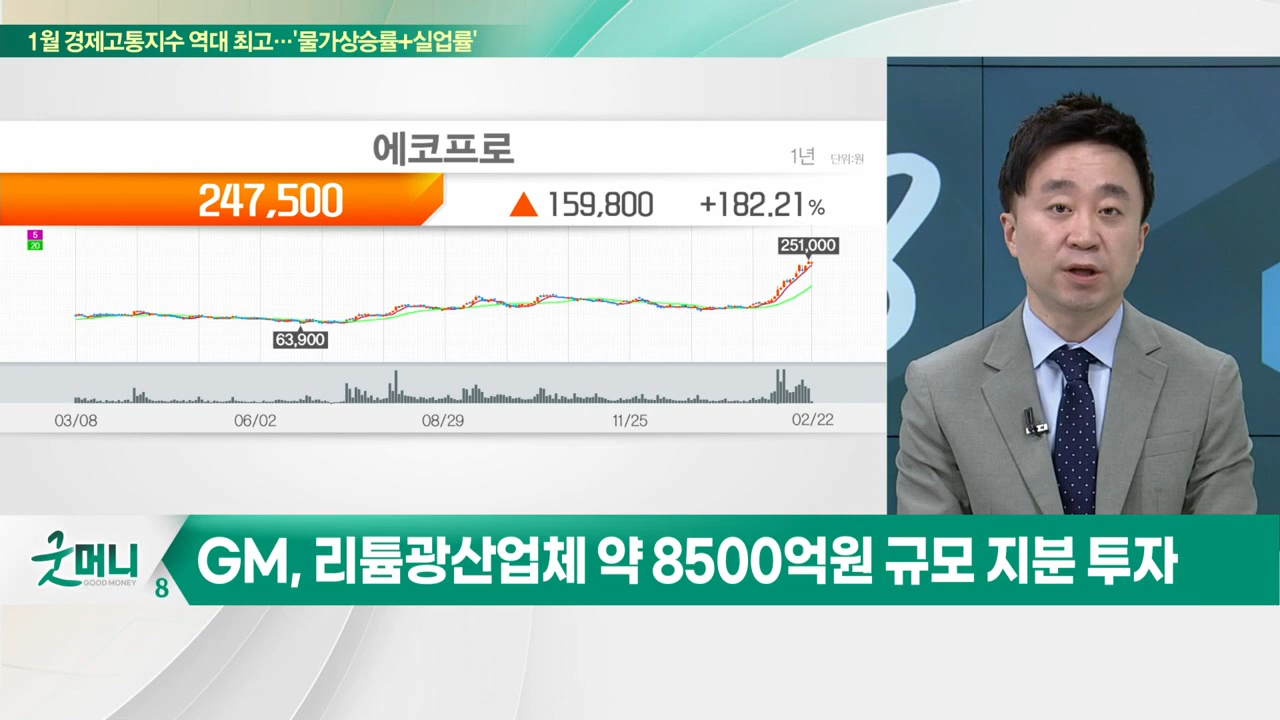 1월 경제고통지수 역대 최고…'물가상승률+실업률'
에코프로
1년 단위:원
247,500 ▲ 159,800 +182.21%
5
20
251,000
63,900
03/08 06/02 08/29 11/25 02/22
굿머니 GOOD MONEY 8
GM, 리튬광산업체 약 8500억원 규모 지분 투자